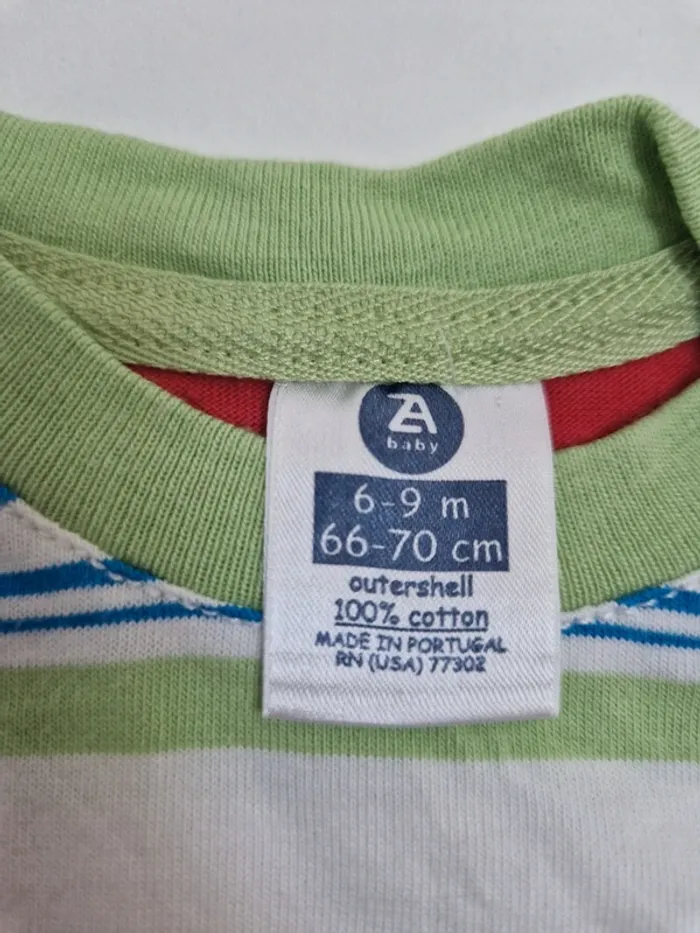 ZA
baby
6-9 m
66-70 cm
outershell
100% cotton
MADE IN PORTUGAL
RN (USA) 77302